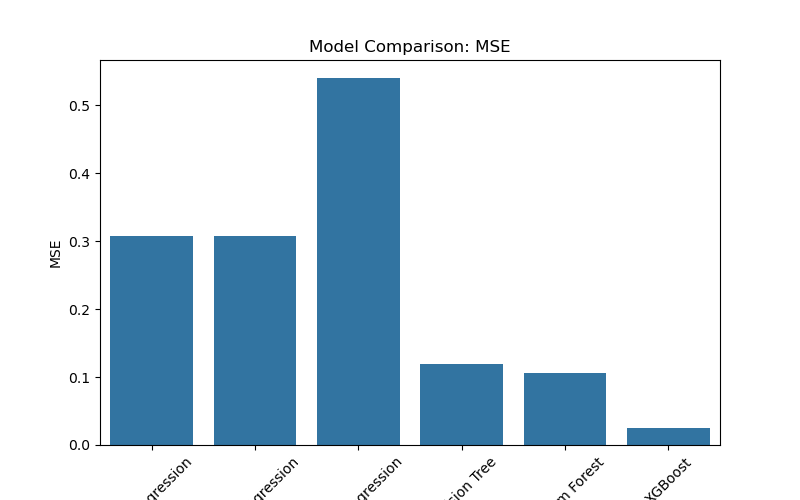 Model Comparison: MSE
MSE
0.5
0.4
0.3
0.2
0.1
0.0
gression
gression
gression
sion Tree
m Forest
XGBoost